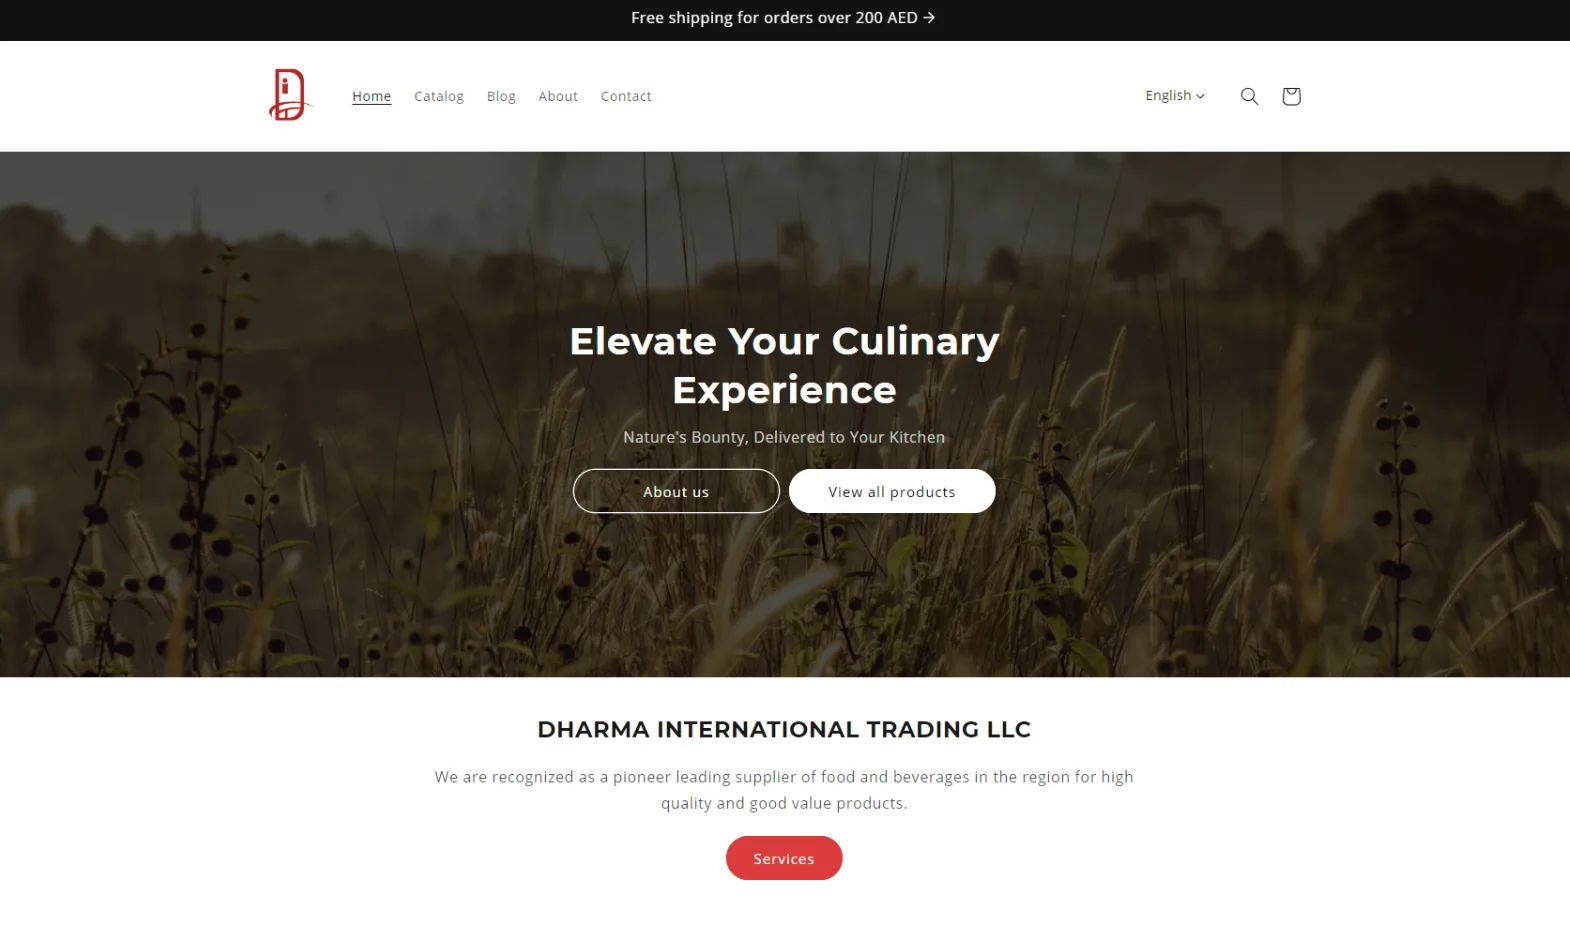 Free shipping for orders over 200 AED →
Home Catalog Blog About Contact
English
Elevate Your Culinary
Experience
Nature's Bounty, Delivered to Your Kitchen
About us
View all products
DHARMA INTERNATIONAL TRADING LLC
We are recognized as a pioneer leading supplier of food and beverages in the region for high
quality and good value products.
Services